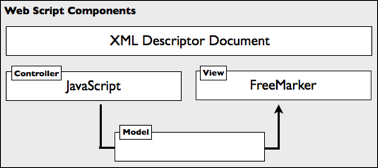 Web Script Components
XML Descriptor Document
Controller
JavaScript
View
FreeMarker
Model